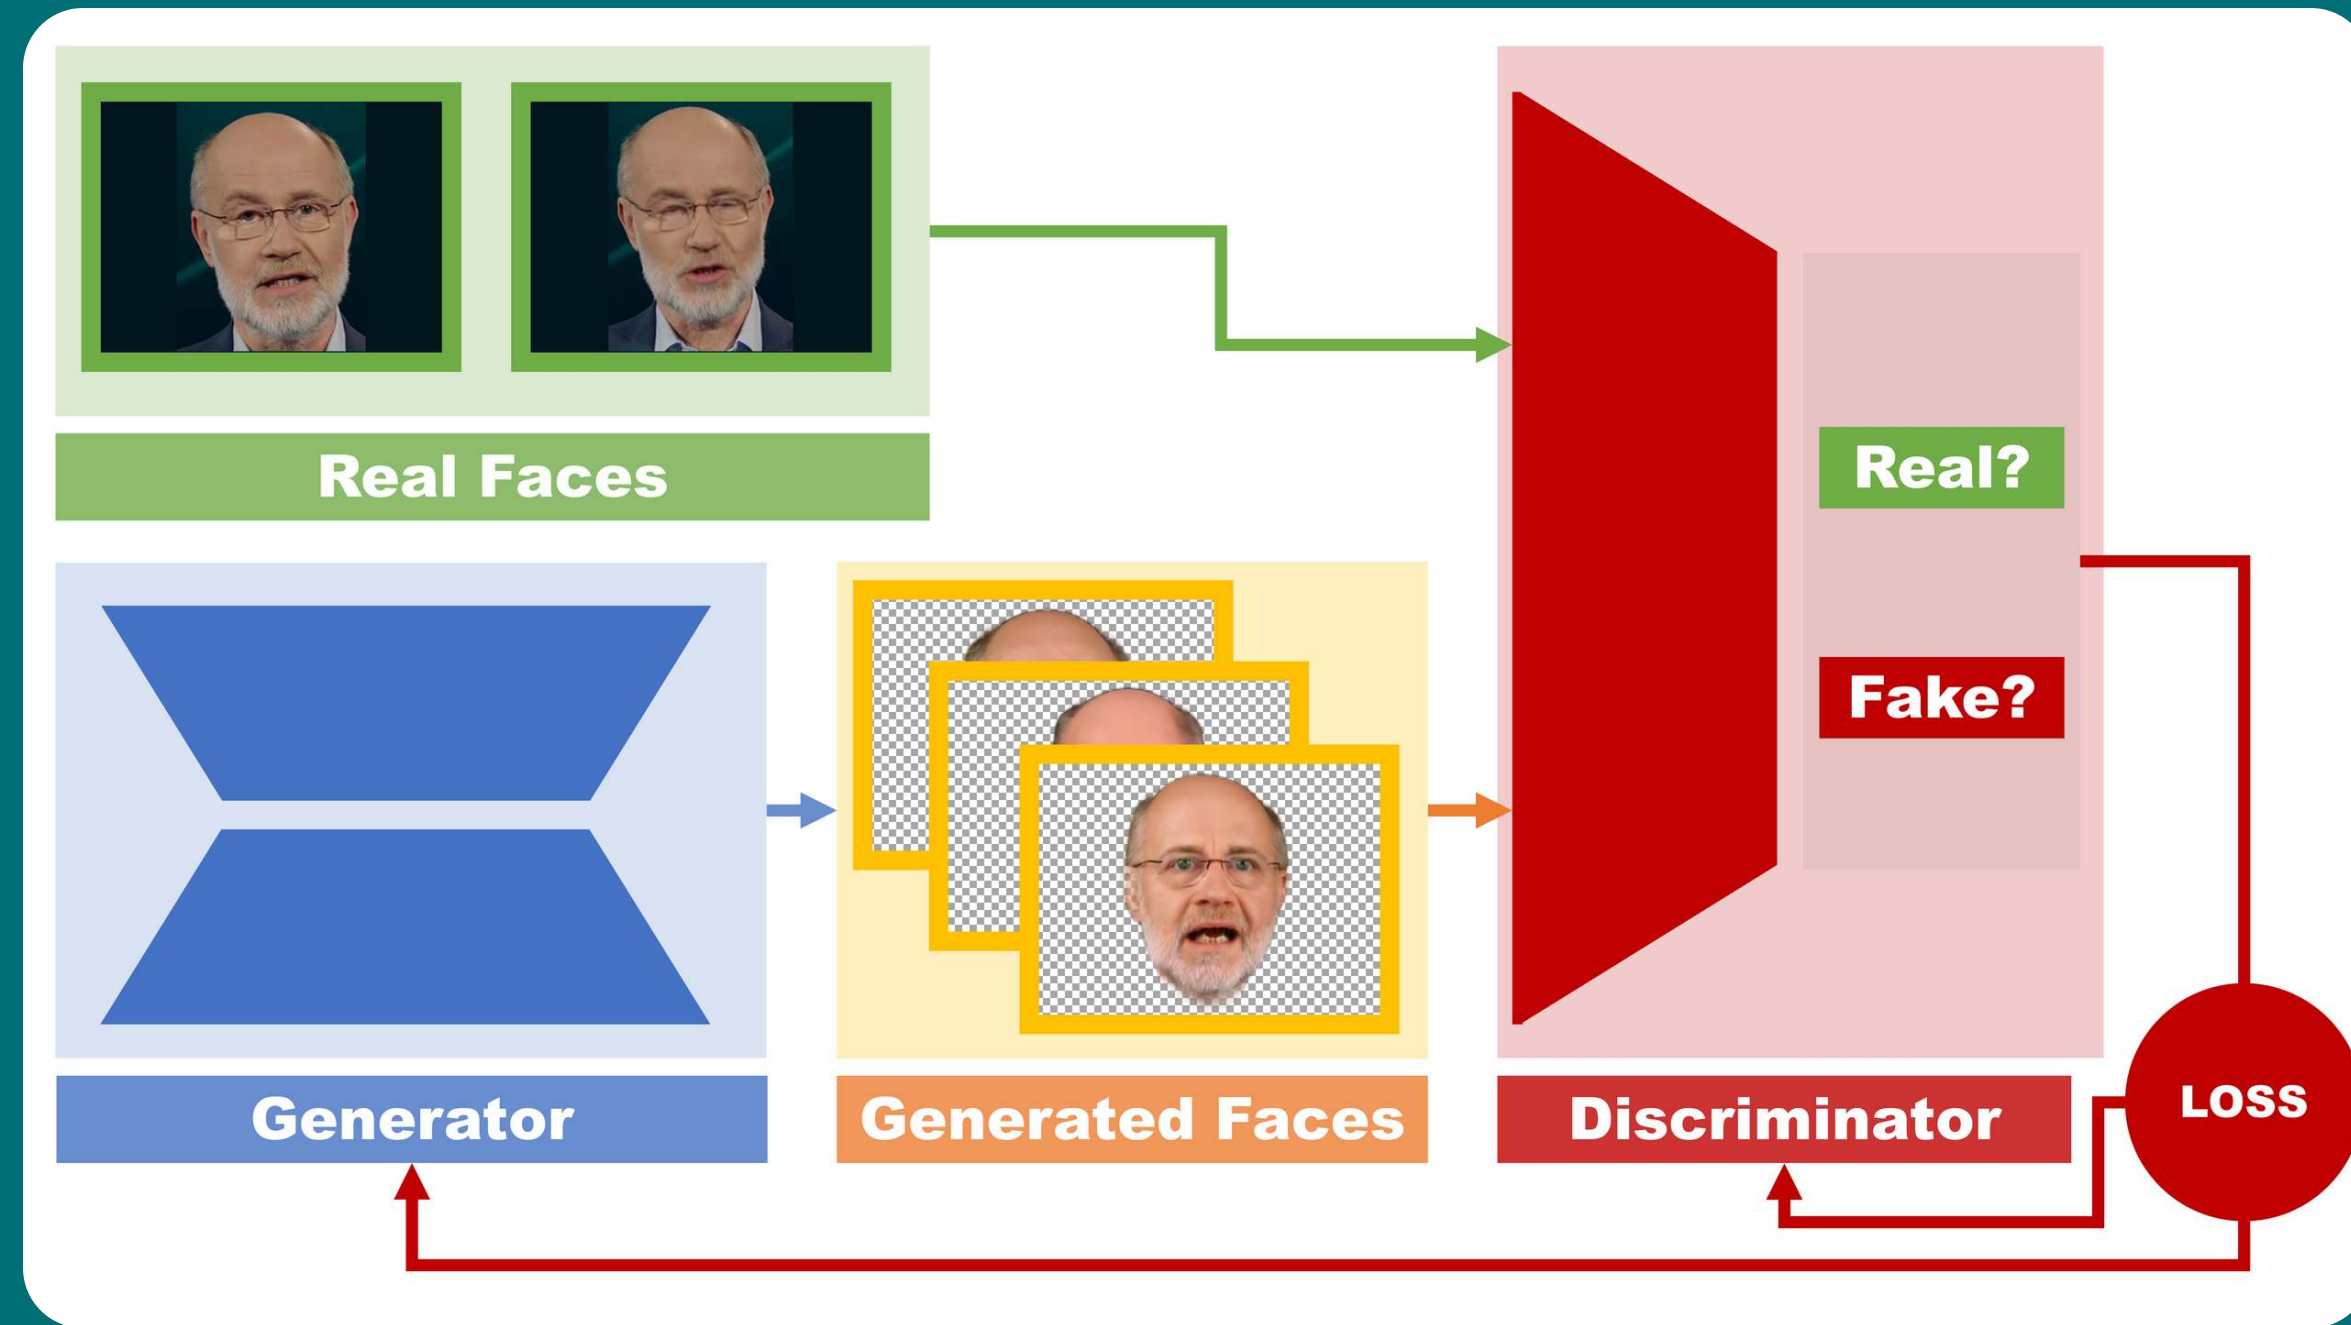 Real Faces
Real?
Fake?
Generator
Generated Faces
Discriminator
LOSS